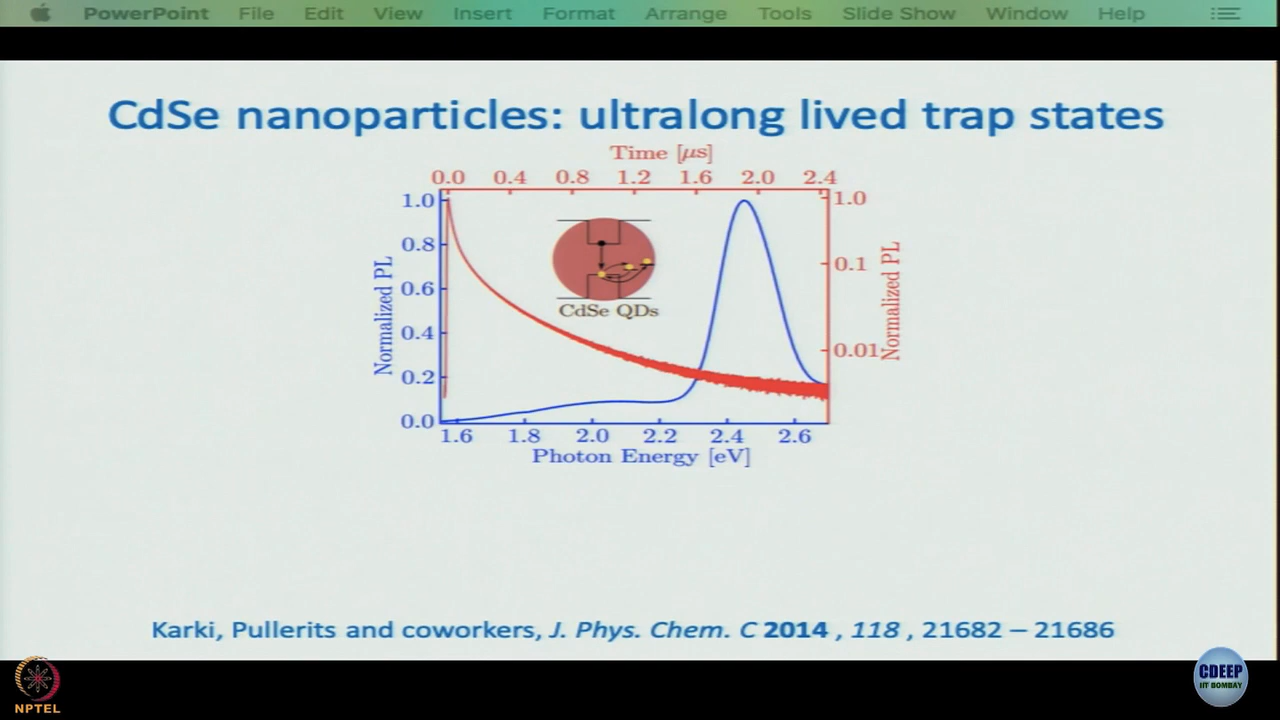 PowerPoint File Edit View Insert Format Arrange Tools Slide Show Window Help
CdSe nanoparticles: ultralong lived trap states
Time [μs]
0.0 0.4 0.8 1.2 1.6 2.0 2.4
1.0
0.8
0.6
0.4
0.2
0.0
Normalized PL
CdSe QDs
1.0
0.1
0.01
Normalized PL
1.6 1.8 2.0 2.2 2.4 2.6
Photon Energy [eV]
Karki, Pullerits and coworkers, J. Phys. Chem. C 2014 , 118 , 21682 – 21686
NPTEL
CDEEP
IIT BOMBAY